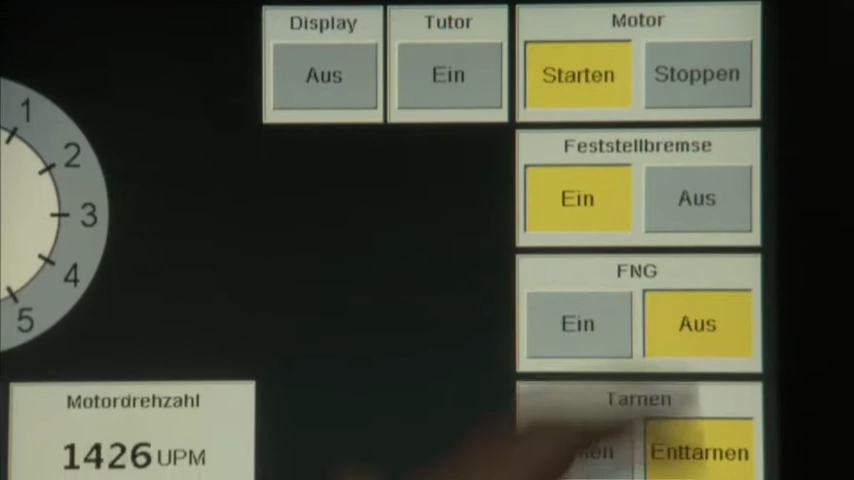 Display
Aus
Tutor
Ein
Motor
Starten
Stoppen
Feststellbremse
Ein
Aus
FNG
Ein
Aus
Tarnen
Enttarnen
1
2
3
4
5
Motordrehzahl
1426 UPM